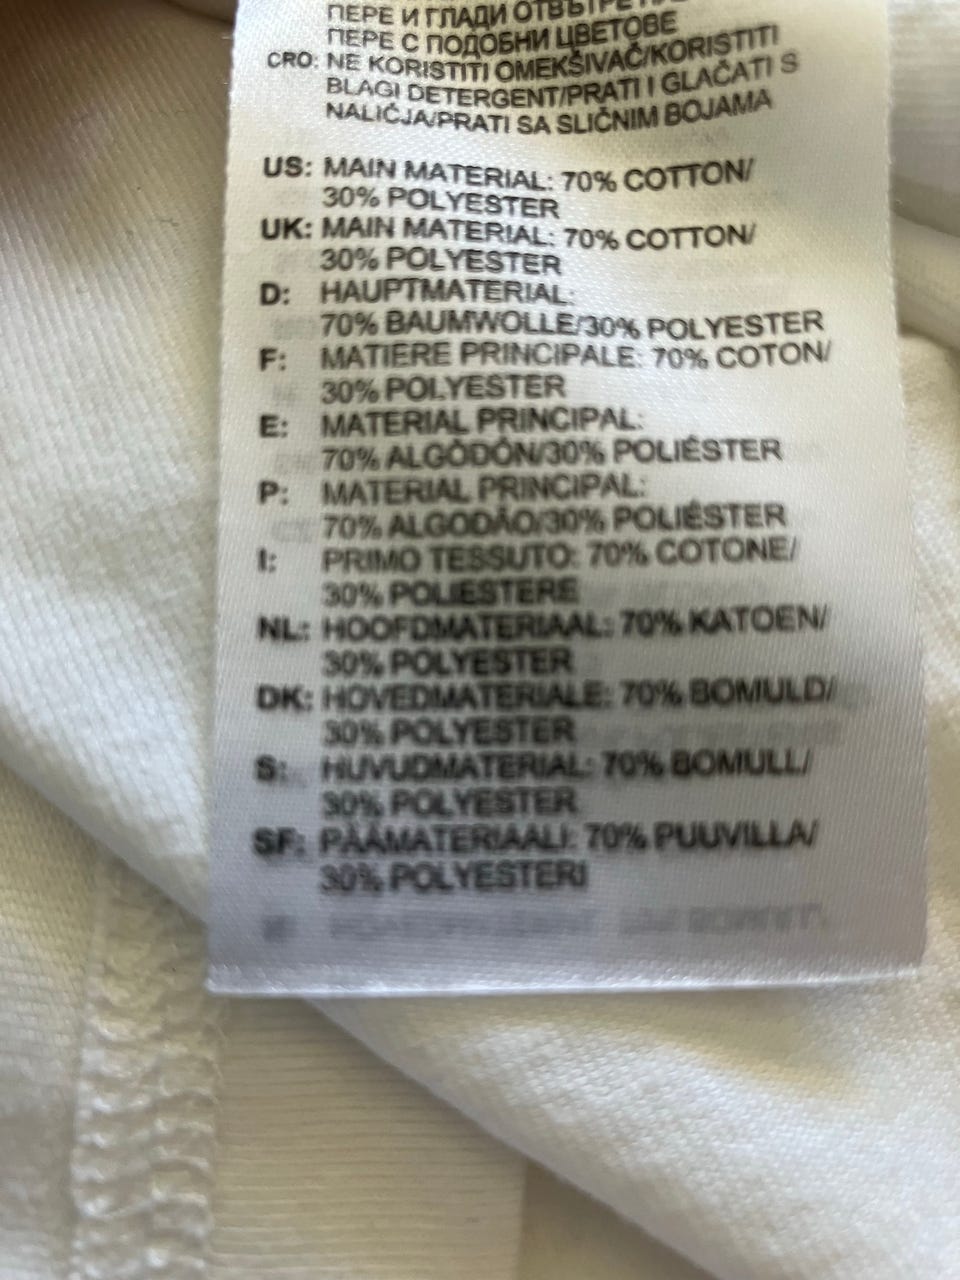 ПЕРЕ И ГЛАДИ ОТВЪТРЕ
ПЕРЕ С ПОДОБНИ ЦВЕТОВЕ
CRO: NE KORISTITI OMEKŠIVAČ/KORISTITI
BLAGI DETERGENT/PRATI I GLAČATI S
NALIČJA/PRATI SA SLIČNIM BOJAMA
US: MAIN MATERIAL: 70% COTTON/
30% POLYESTER
UK: MAIN MATERIAL: 70% COTTON/
30% POLYESTER
D: HAUPTMATERIAL:
70% BAUMWOLLE/30% POLYESTER
F: MATIERE PRINCIPALE: 70% COTON/
30% POLYESTER
E: MATERIAL PRINCIPAL:
70% ALGODÓN/30% POLIÉSTER
P: MATERIAL PRINCIPAL:
70% ALGODÃO/30% POLIÉSTER
I: PRIMO TESSUTO: 70% COTONE/
30% POLIESTERE
NL: HOOFDMATERIAAL: 70% KATOEN/
30% POLYESTER
DK: HOVEDMATERIALE: 70% BOMULD/
30% POLYESTER
S: HUVUDMATERIAL: 70% BOMULL/
30% POLYESTER
SF: PÄÄMATERIAALI: 70% PUUVILLA/
30% POLYESTERI